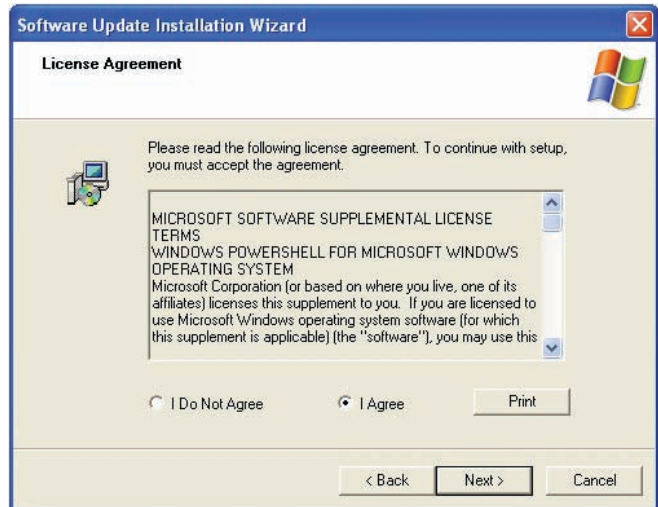 Software Update Installation Wizard
License Agreement
Please read the following license agreement. To continue with setup,
you must accept the agreement.
MICROSOFT SOFTWARE SUPPLEMENTAL LICENSE
TERMS
WINDOWS POWERSHELL FOR MICROSOFT WINDOWS
OPERATING SYSTEM
Microsoft Corporation (or based on where you live, one of its
affiliates) licenses this supplement to you.  If you are licensed to
use Microsoft Windows operating system software (for which
this supplement is applicable) (the "software"), you may use this
I Do Not Agree
I Agree
Print
< Back
Next >
Cancel